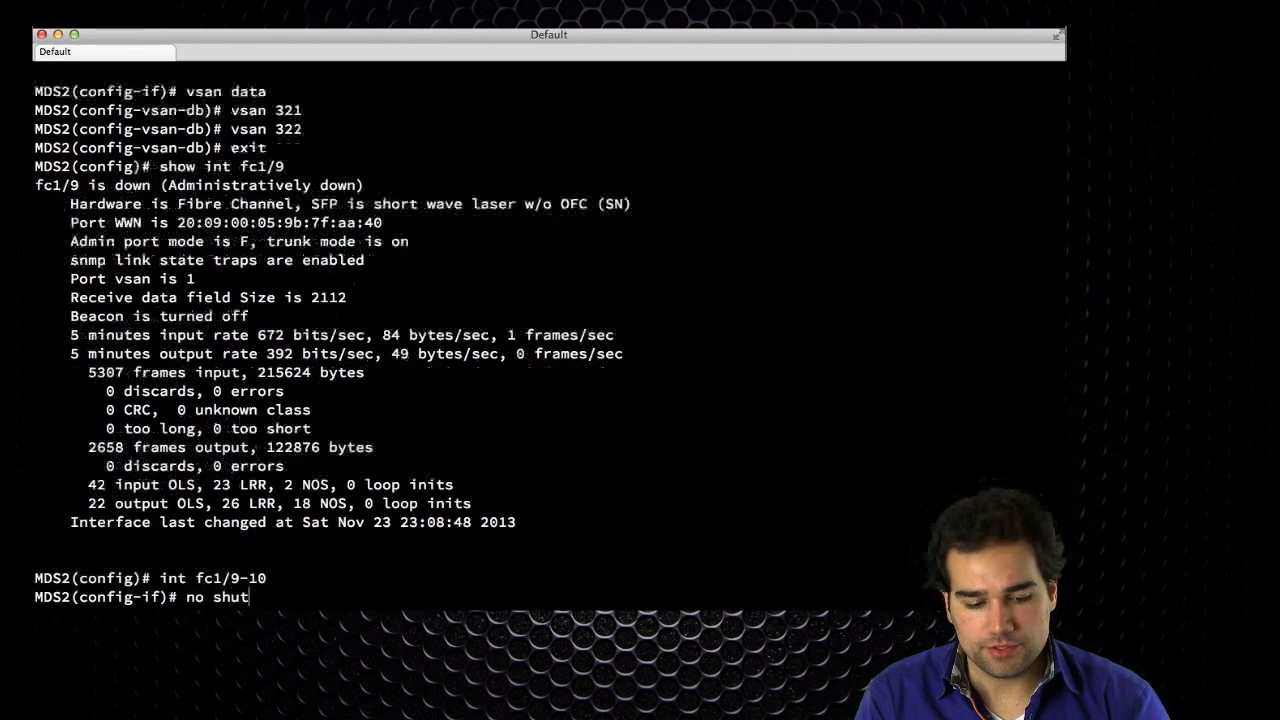 Default
Default
MDS2(config-if)# vsan data
MDS2(config-vsan-db)# vsan 321
MDS2(config-vsan-db)# vsan 322
MDS2(config-vsan-db)# exit
MDS2(config)# show int fc1/9
fc1/9 is down (Administratively down)
Hardware is Fibre Channel, SFP is short wave laser w/o OFC (SN)
Port WWN is 20:09:00:05:9b:7f:aa:40
Admin port mode is F, trunk mode is on
snmp link state traps are enabled
Port vsan is 1
Receive data field Size is 2112
Beacon is turned off
5 minutes input rate 672 bits/sec, 84 bytes/sec, 1 frames/sec
5 minutes output rate 392 bits/sec, 49 bytes/sec, 0 frames/sec
5307 frames input, 215624 bytes
0 discards, 0 errors
0 CRC,  0 unknown class
0 too long, 0 too short
2658 frames output, 122876 bytes
0 discards, 0 errors
42 input OLS, 23 LRR, 2 NOS, 0 loop inits
22 output OLS, 26 LRR, 18 NOS, 0 loop inits
Interface last changed at Sat Nov 23 23:08:48 2013
MDS2(config)# int fc1/9-10
MDS2(config-if)# no shut